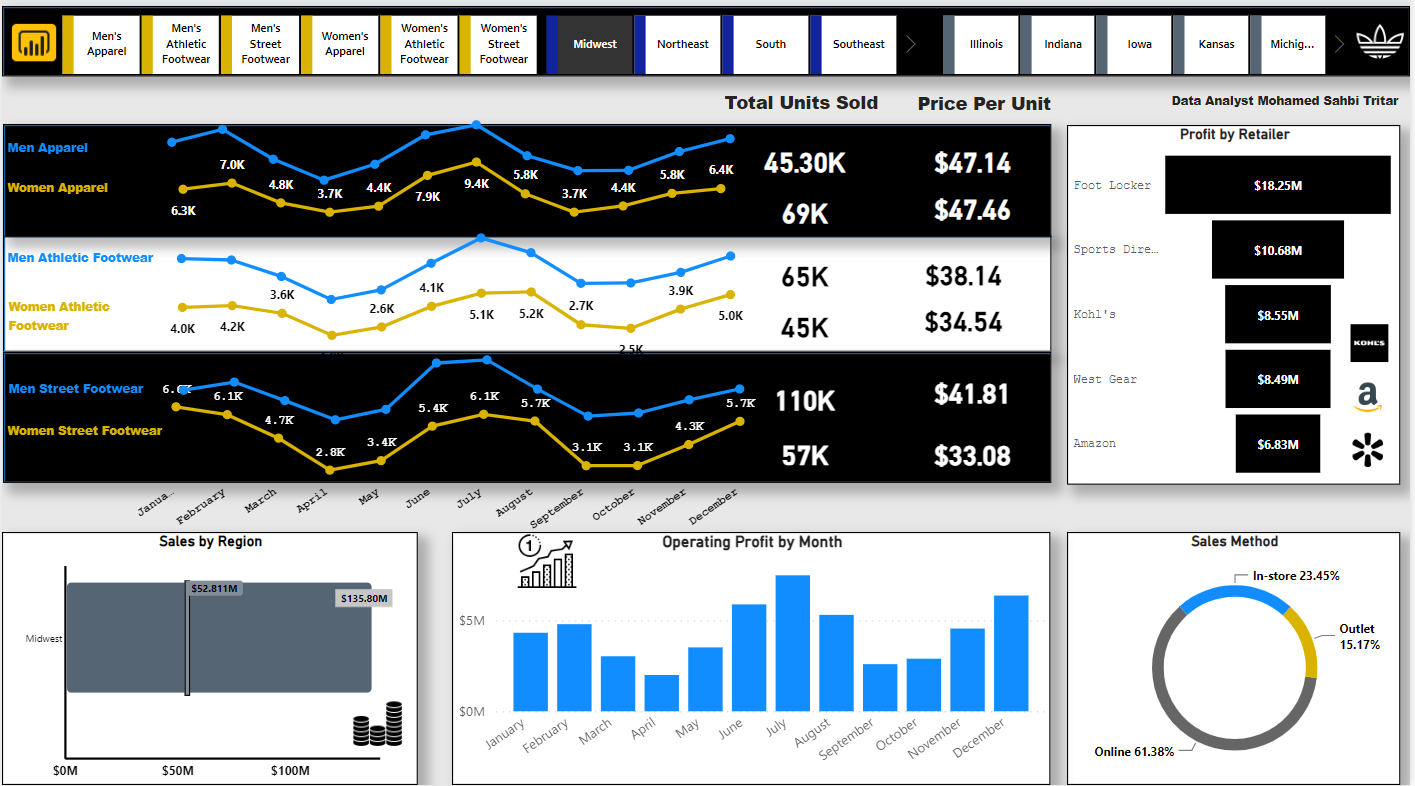 Men's
Apparel
Men's
Athletic
Footwear
Men's
Street
Footwear
Women's
Apparel
Women's
Athletic
Footwear
Women's
Street
Footwear
Midwest
Northeast
South
Southeast
Illinois
Indiana
Iowa
Kansas
Michig...
Total Units Sold
Price Per Unit
Data Analyst Mohamed Sahbi Tritar
Men Apparel
Women Apparel
6.3K
7.0K
4.8K
3.7K
4.4K
7.9K
9.4K
5.8K
3.7K
4.4K
5.8K
6.4K
45.30K
$47.14
69K
$47.46
Men Athletic Footwear
Women Athletic
Footwear
4.0K
4.2K
3.6K
2.6K
4.1K
5.1K
5.2K
2.7K
2.5K
3.9K
5.0K
65K
$38.14
45K
$34.54
Men Street Footwear
Women Street Footwear
6.1K
4.7K
2.8K
3.4K
5.4K
6.1K
5.7K
3.1K
3.1K
4.3K
5.7K
110K
$41.81
57K
$33.08
Janua...
February
March
April
May
June
July
August
September
October
November
December
Profit by Retailer
Foot Locker
$18.25M
Sports Dire...
$10.68M
Kohl's
$8.55M
KOHL'S
West Gear
$8.49M
a
Amazon
$6.83M
Sales by Region
$52.811M
$135.80M
Midwest
$0M
$50M
$100M
Operating Profit by Month
1
$5M
$0M
January
February
March
April
May
June
July
August
September
October
November
December
Sales Method
In-store 23.45%
Outlet
15.17%
Online 61.38%